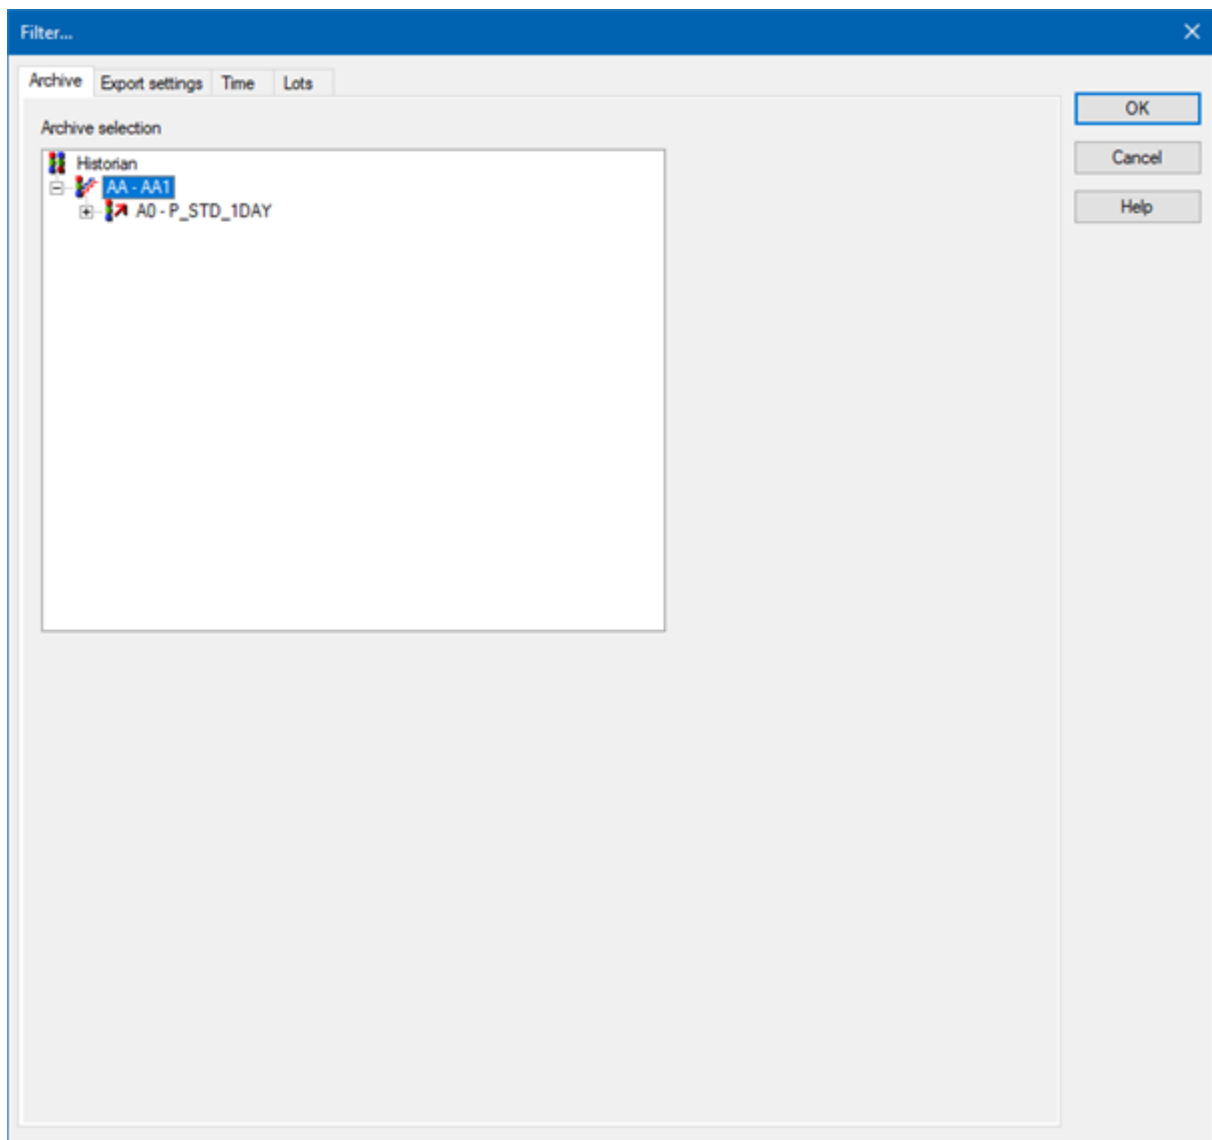 Filter...
Archive Export settings Time Lots
OK
Archive selection
Cancel
Historian
AA - AA1
Help
A0 - P_STD_1DAY